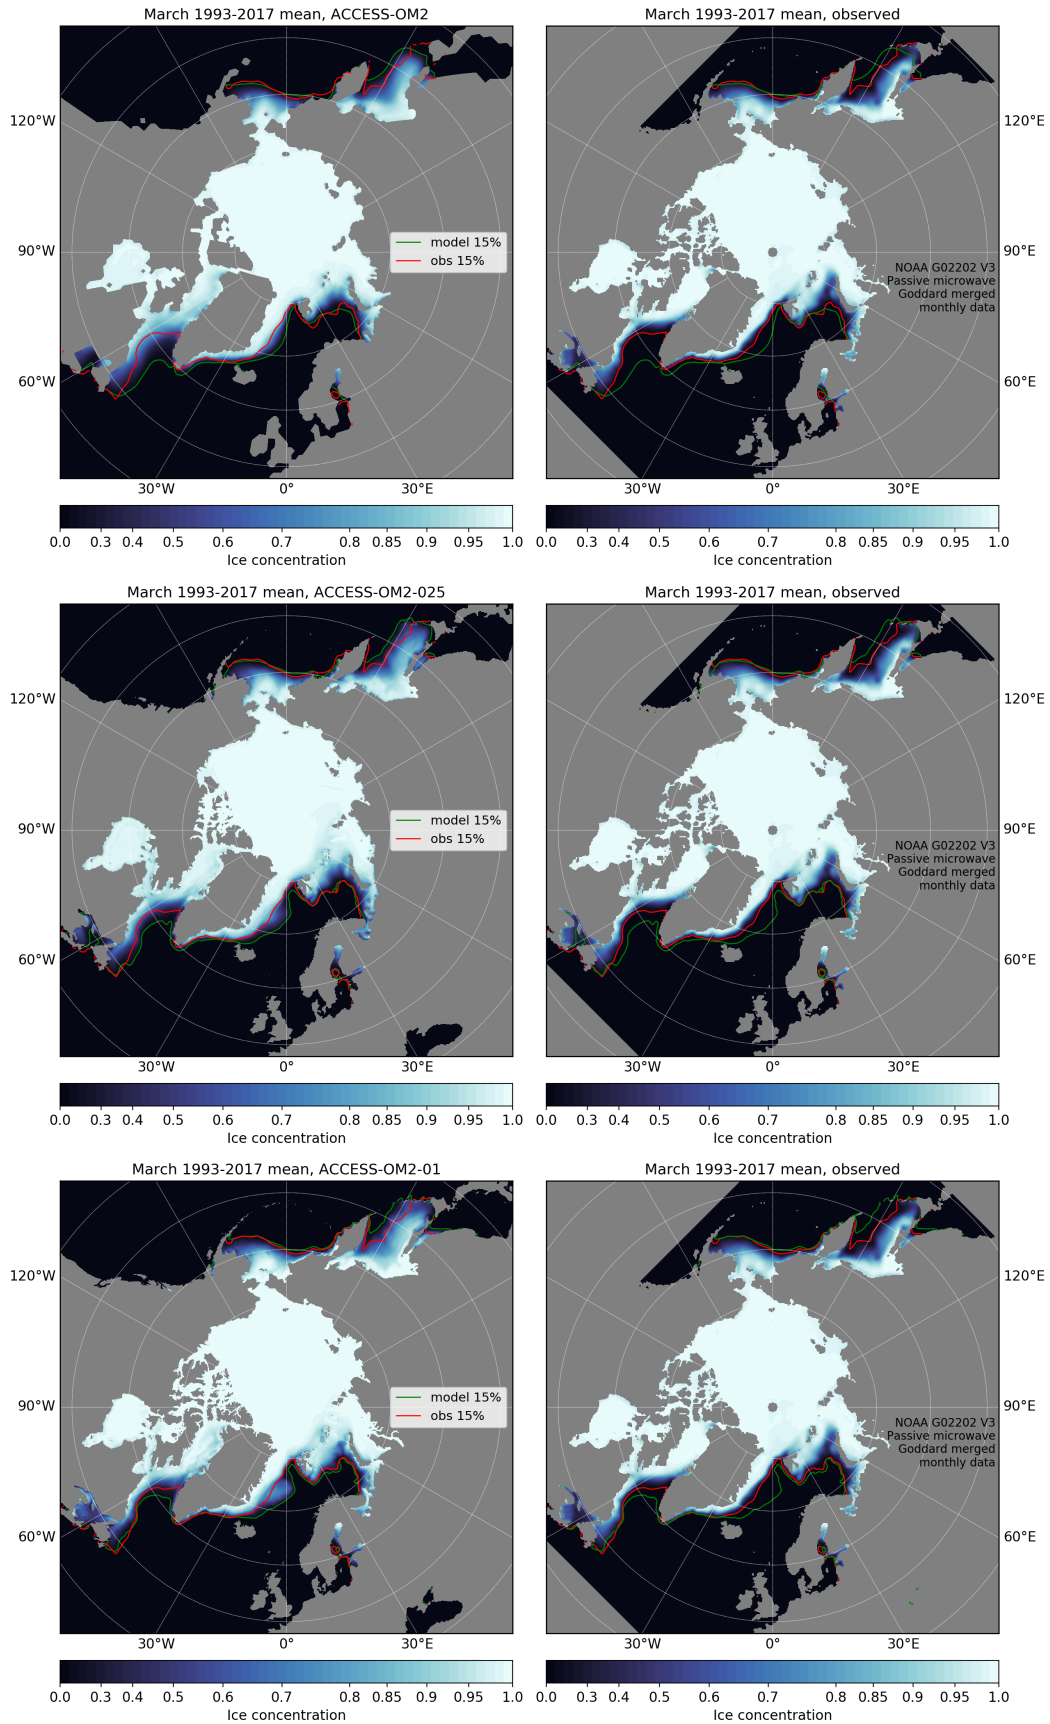 March 1993-2017 mean, ACCESS-OM2
March 1993-2017 mean, observed
120°W
120°E
90°W
90°E
model 15%
obs 15%
NOAA G02202 V3
Passive microwave
Goddard merged
monthly data
60°W
60°E
30°W
0°
30°E
30°W
0°
30°E
0.0 0.3 0.4 0.5 0.6 0.7 0.8 0.85 0.9 0.95 1.0
Ice concentration
0.0 0.3 0.4 0.5 0.6 0.7 0.8 0.85 0.9 0.95 1.0
Ice concentration
March 1993-2017 mean, ACCESS-OM2-025
March 1993-2017 mean, observed
120°W
120°E
90°W
90°E
model 15%
obs 15%
NOAA G02202 V3
Passive microwave
Goddard merged
monthly data
60°W
60°E
30°W
0°
30°E
30°W
0°
30°E
0.0 0.3 0.4 0.5 0.6 0.7 0.8 0.85 0.9 0.95 1.0
Ice concentration
0.0 0.3 0.4 0.5 0.6 0.7 0.8 0.85 0.9 0.95 1.0
Ice concentration
March 1993-2017 mean, ACCESS-OM2-01
March 1993-2017 mean, observed
120°W
120°E
90°W
90°E
model 15%
obs 15%
NOAA G02202 V3
Passive microwave
Goddard merged
monthly data
60°W
60°E
30°W
0°
30°E
30°W
0°
30°E
0.0 0.3 0.4 0.5 0.6 0.7 0.8 0.85 0.9 0.95 1.0
Ice concentration
0.0 0.3 0.4 0.5 0.6 0.7 0.8 0.85 0.9 0.95 1.0
Ice concentration